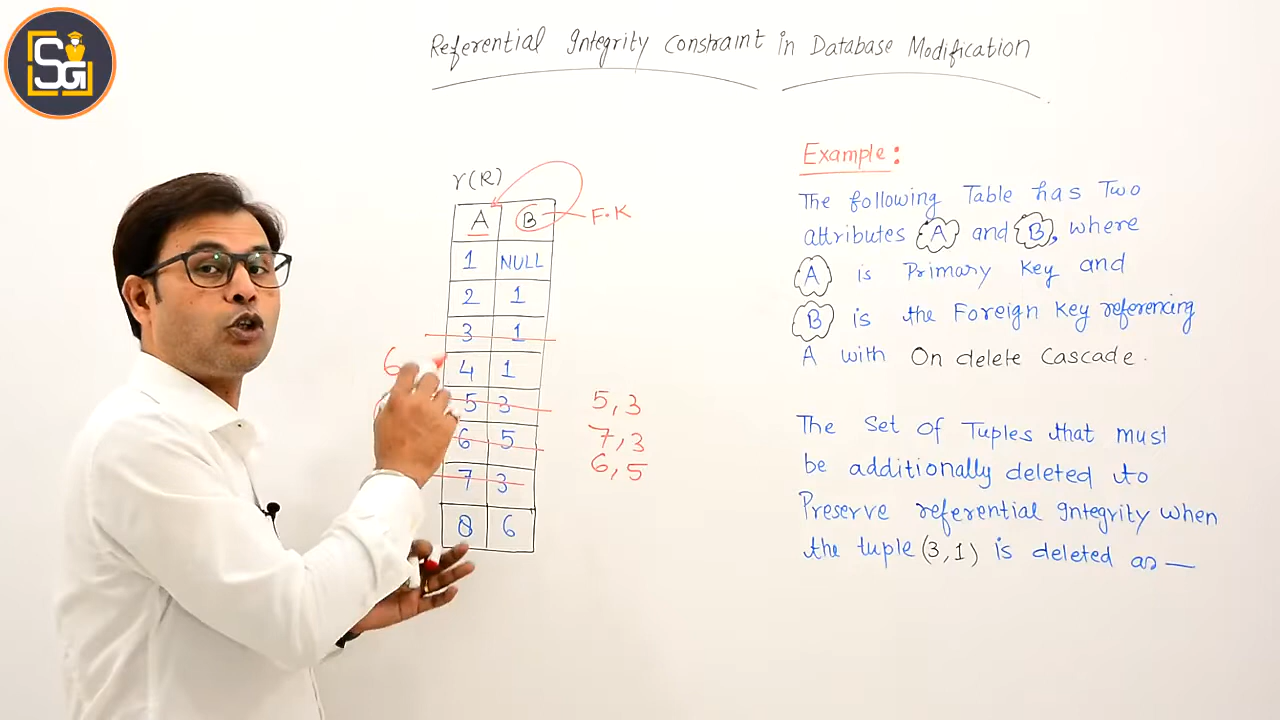 SG
Referential Integrity Constraint in Database Modification
r(R)
A B F.K
1 NULL
2 1
3 1
4 1
5 3
6 5
7 3
8 6
6
5,3
7,3
6,5
Example:
The following Table has Two
attributes A and B, where
A is Primary Key and
B is the Foreign Key referencing
A with On delete Cascade.
The Set of Tuples that must
be additionally deleted to
Preserve referential Integrity when
the tuple (3,1) is deleted as —